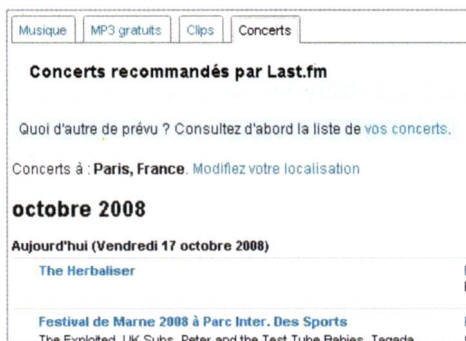 Musique MP3 gratuits Clips Concerts
Concerts recommandés par Last.fm
Quoi d'autre de prévu ? Consultez d'abord la liste de vos concerts.
Concerts à : Paris, France. Modifiez votre localisation
octobre 2008
Aujourd'hui (Vendredi 17 octobre 2008)
The Herbaliser
Festival de Marne 2008 à Parc Inter. Des Sports
The Exploited, UK Subs, Peter and the Test Tube Babies, Tagada